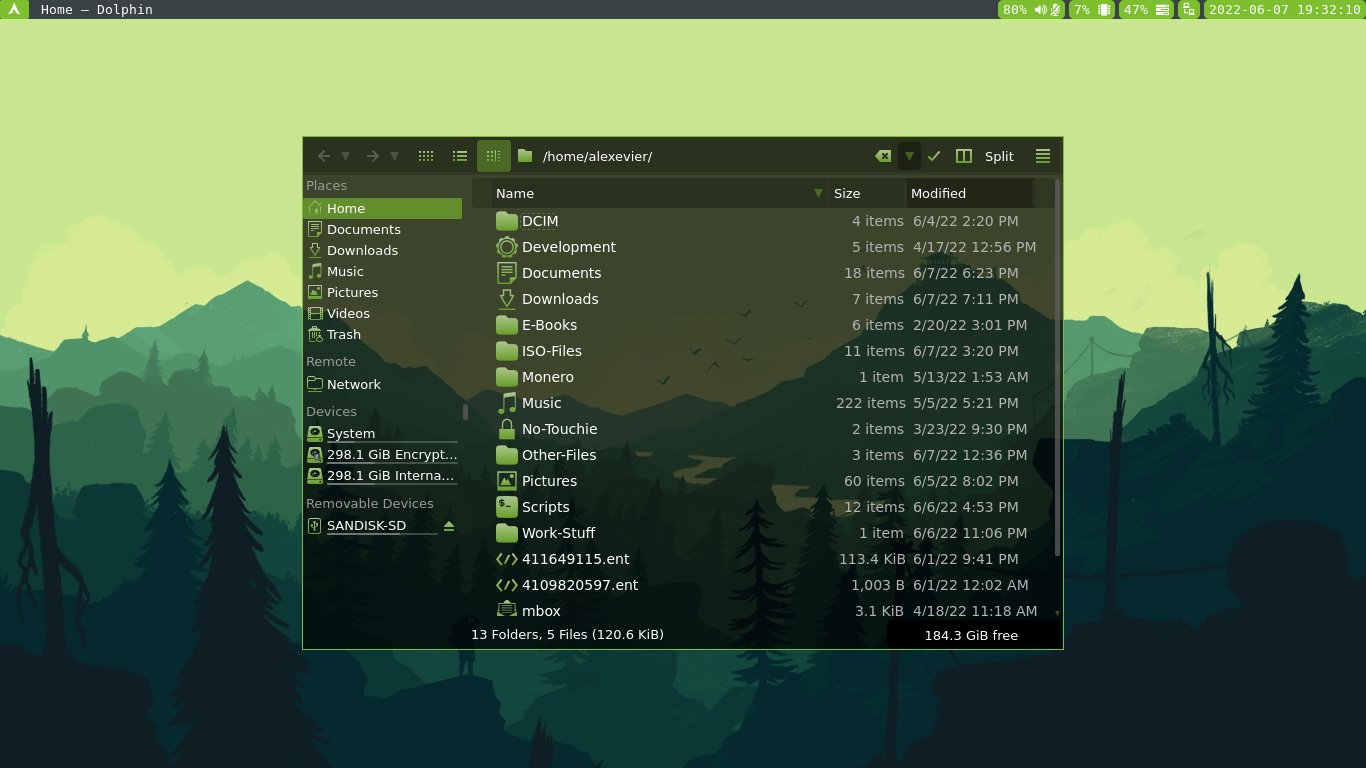 Home — Dolphin 80% 7% 47% 2022-06-07 19:32:10
/home/alexevier/ Split
Places
Home
Documents
Downloads
Music
Pictures
Videos
Trash
Remote
Network
Devices
System
298.1 GiB Encrypt...
298.1 GiB Interna...
Removable Devices
SANDISK-SD
Name Size Modified
DCIM 4 items 6/4/22 2:20 PM
Development 5 items 4/17/22 12:56 PM
Documents 18 items 6/7/22 6:23 PM
Downloads 7 items 6/7/22 7:11 PM
E-Books 6 items 2/20/22 3:01 PM
ISO-Files 11 items 6/7/22 3:20 PM
Monero 1 item 5/13/22 1:53 AM
Music 222 items 5/5/22 5:21 PM
No-Touchie 2 items 3/23/22 9:30 PM
Other-Files 3 items 6/7/22 12:36 PM
Pictures 60 items 6/5/22 8:02 PM
Scripts 12 items 6/6/22 4:53 PM
Work-Stuff 1 item 6/6/22 11:06 PM
411649115.ent 113.4 KiB 6/1/22 9:41 PM
4109820597.ent 1,003 B 6/1/22 12:02 AM
mbox 3.1 KiB 4/18/22 11:18 AM
13 Folders, 5 Files (120.6 KiB) 184.3 GiB free